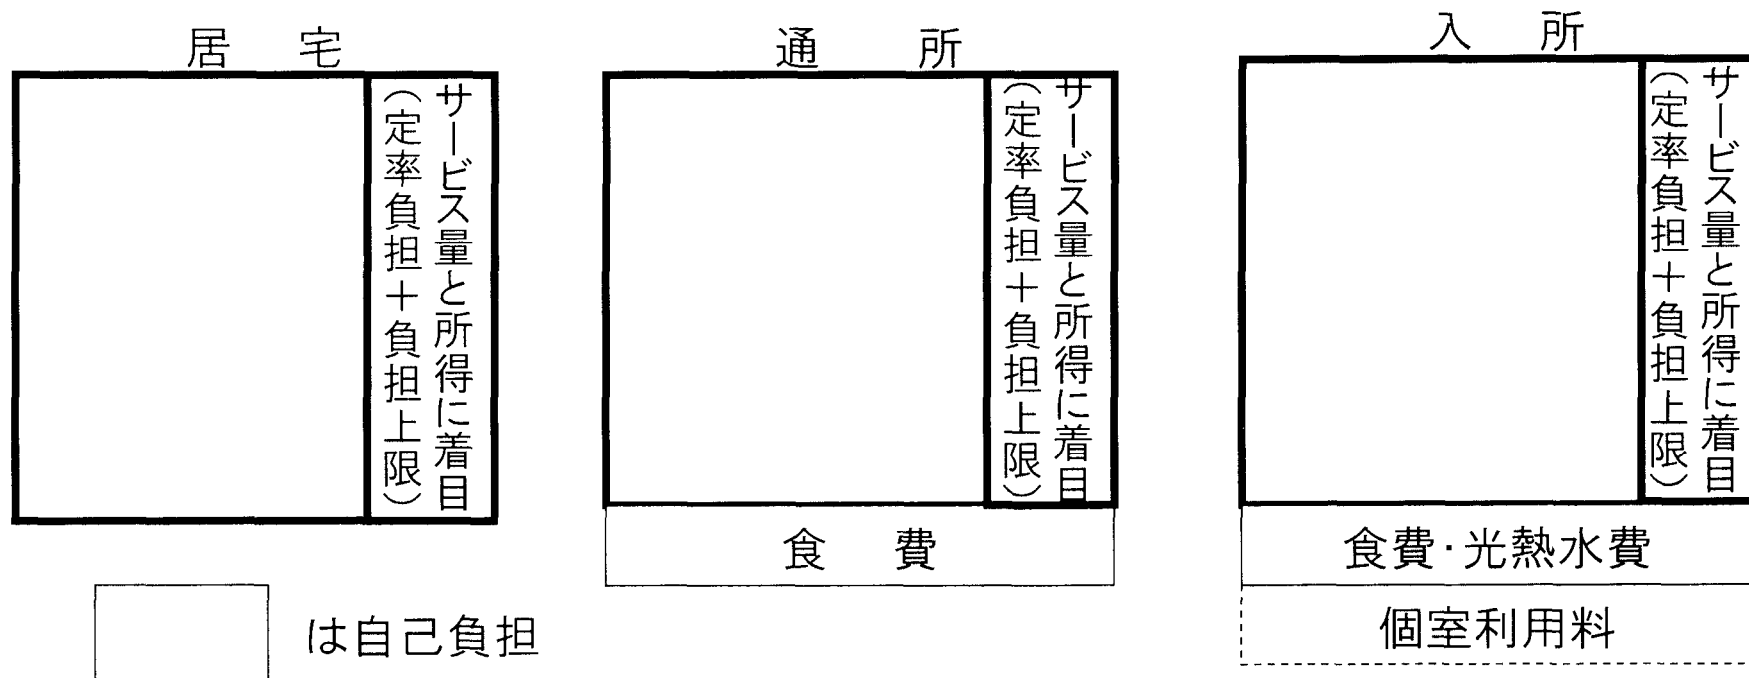 居　宅
サービス量と所得に着目
（定率負担＋負担上限）
通　所
サービス量と所得に着目
（定率負担＋負担上限）
食　費
入　所
サービス量と所得に着目
（定率負担＋負担上限）
食費・光熱水費
個室利用料
は自己負担